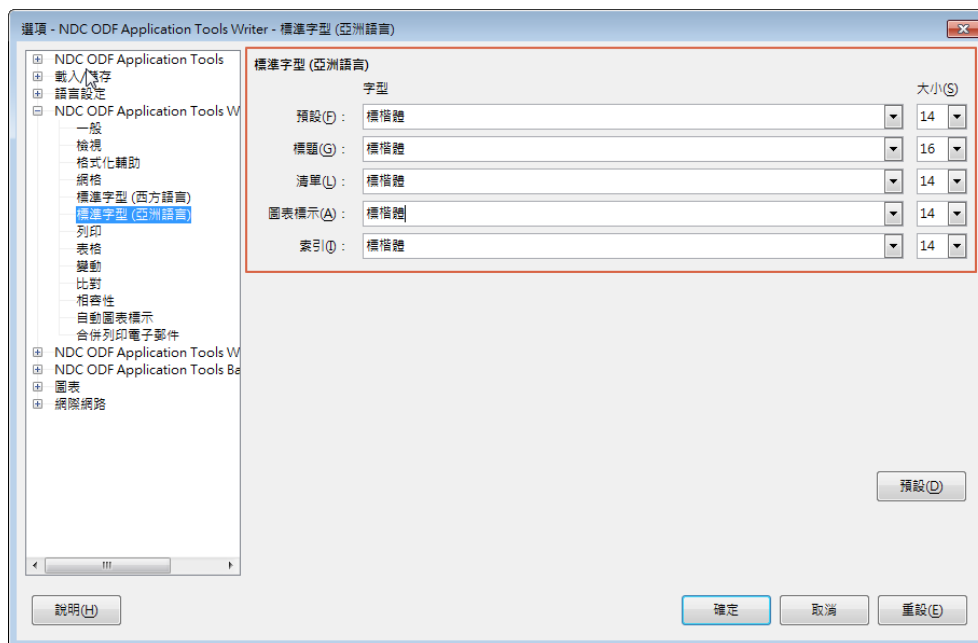 選項 - NDC ODF Application Tools Writer - 標準字型 (亞洲語言)
NDC ODF Application Tools
載入/儲存
語言設定
NDC ODF Application Tools W
一般
檢視
格式化輔助
網格
標準字型 (西方語言)
標準字型 (亞洲語言)
列印
表格
變動
比對
相容性
自動圖表標示
合併列印電子郵件
NDC ODF Application Tools W
NDC ODF Application Tools Ba
圖表
網際網路
標準字型 (亞洲語言)
字型 大小(S)
預設(F)： 標楷體 14
標題(G)： 標楷體 16
清單(L)： 標楷體 14
圖表標示(A)： 標楷體 14
索引(I)： 標楷體 14
預設(D)
說明(H) 確定 取消 重設(E)